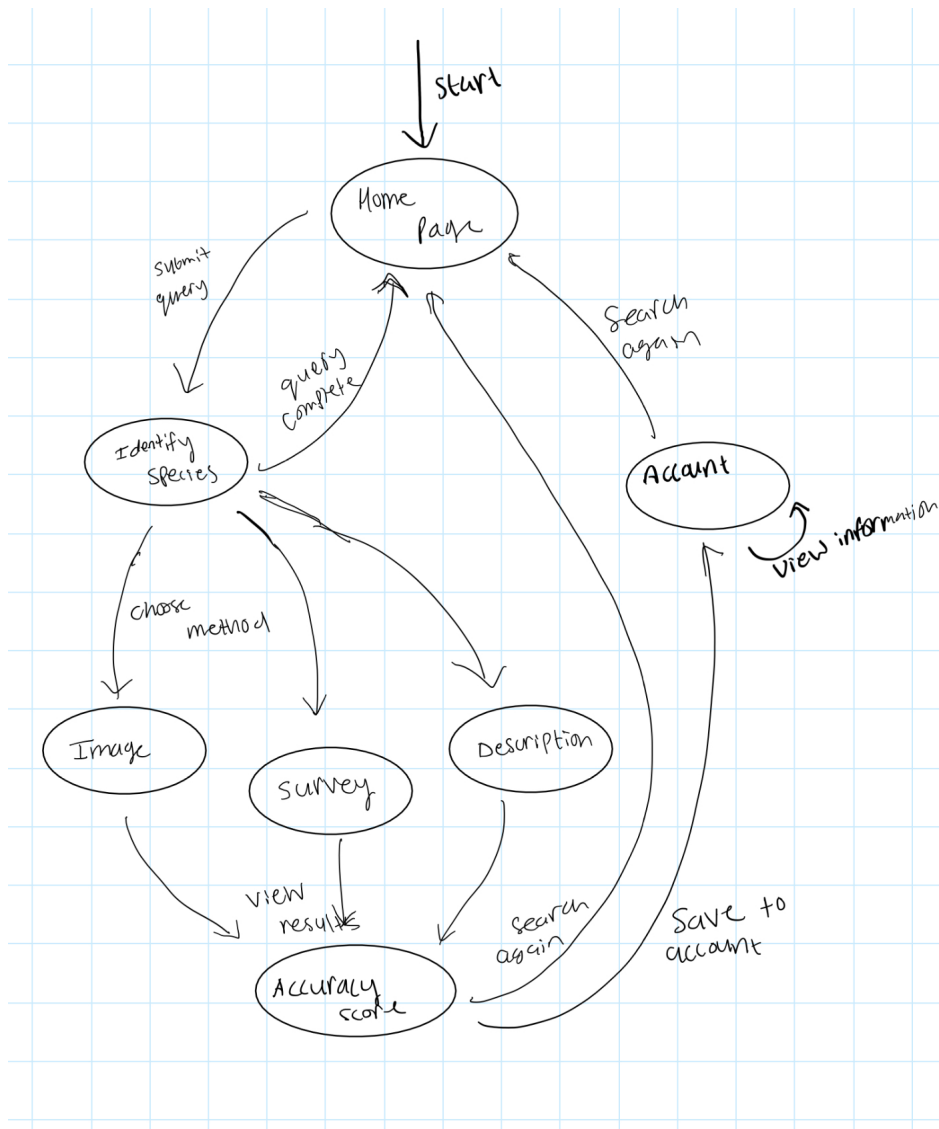 Start
Home
Page
submit
query
query
complete
Search
again
Identify
Species
Account
view information
choose
method
Image
Survey
Description
view
results
search
again
Save to
account
Accuracy
score